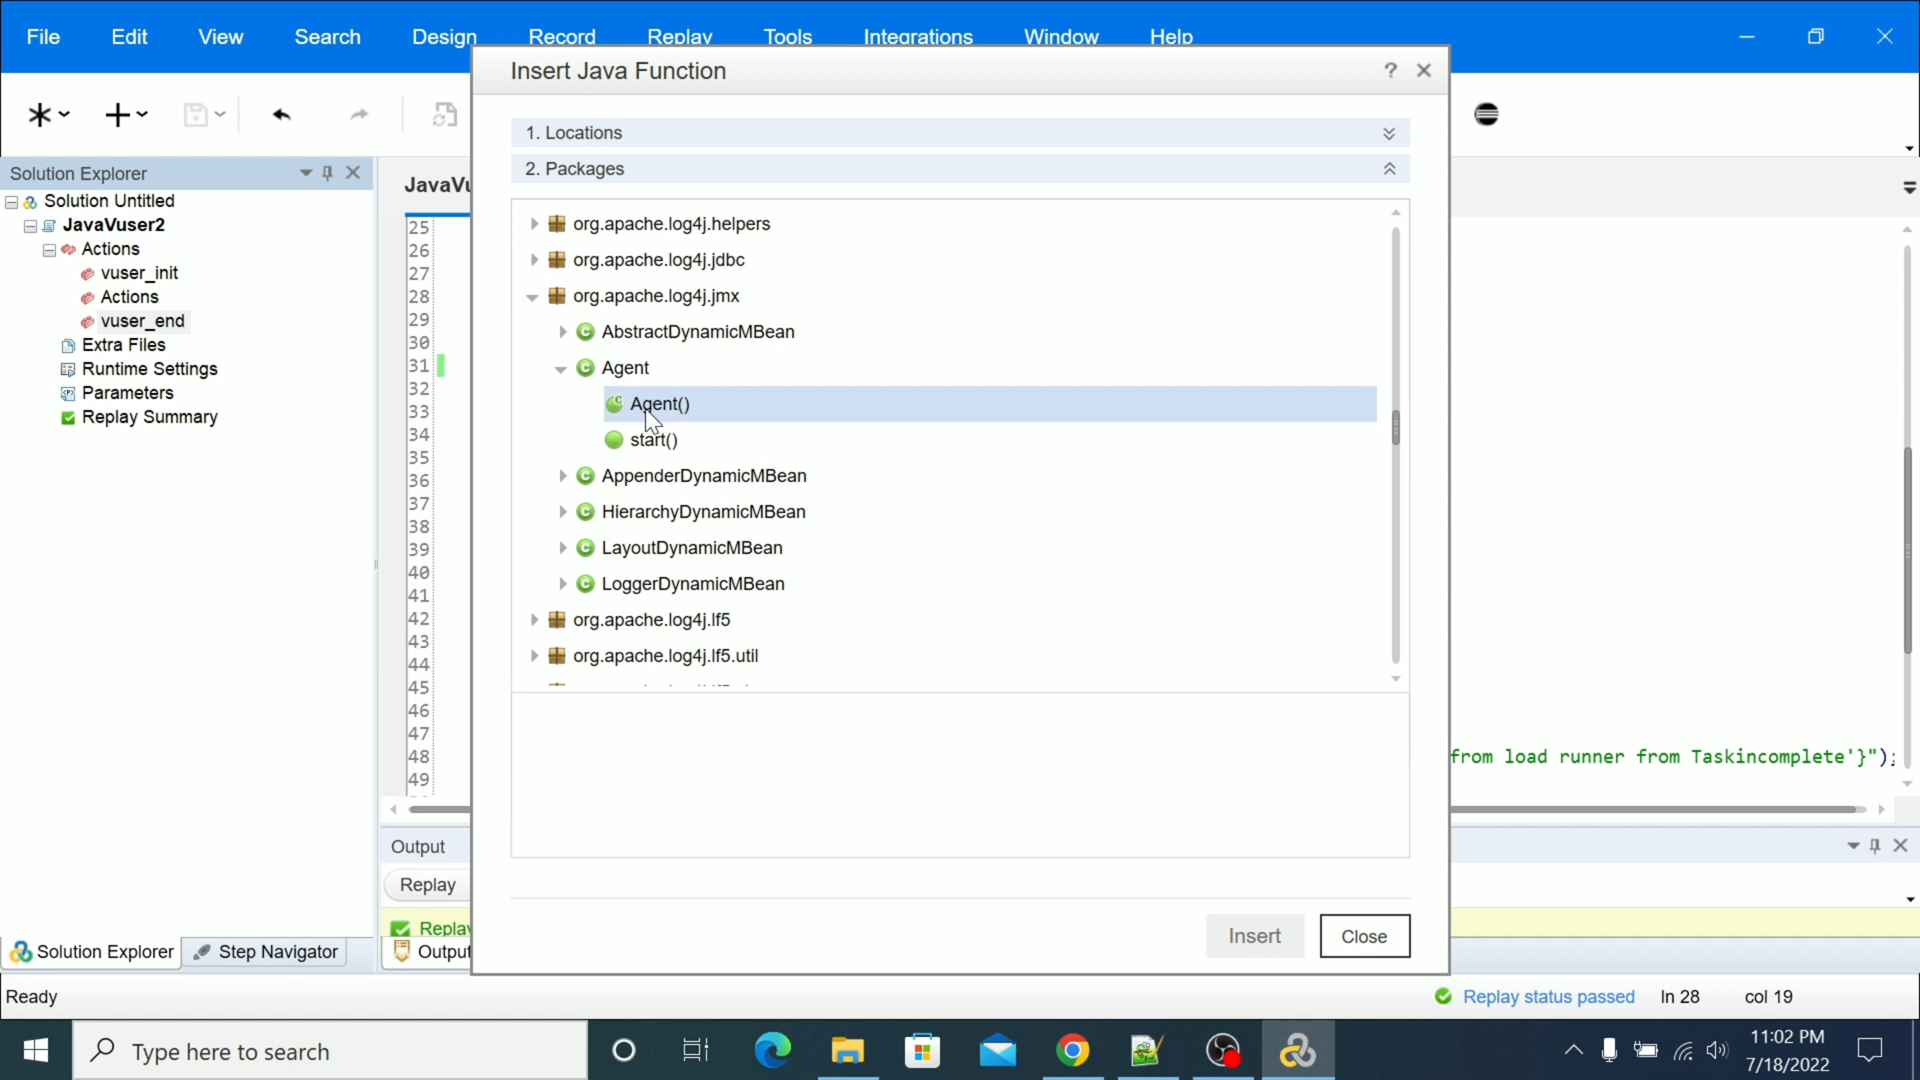 File Edit View Search Design Record Replay Tools Integrations Window Help
Insert Java Function ?
1. Locations
2. Packages
Solution Explorer
Solution Untitled
JavaVuser2
Actions
vuser_init
Actions
vuser_end
Extra Files
Runtime Settings
Parameters
Replay Summary
JavaVu
25
26
27
28
29
30
31
32
33
34
35
36
37
38
39
40
41
42
43
44
45
46
47
48
49
org.apache.log4j.helpers
org.apache.log4j.jdbc
org.apache.log4j.jmx
AbstractDynamicMBean
Agent
Agent()
start()
AppenderDynamicMBean
HierarchyDynamicMBean
LayoutDynamicMBean
LoggerDynamicMBean
org.apache.log4j.lf5
org.apache.log4j.lf5.util
from load runner from Taskincomplete'}");
Output
Replay
Replay
Output
Insert Close
Solution Explorer Step Navigator
Ready Replay status passed ln 28 col 19
Type here to search
11:02 PM
7/18/2022